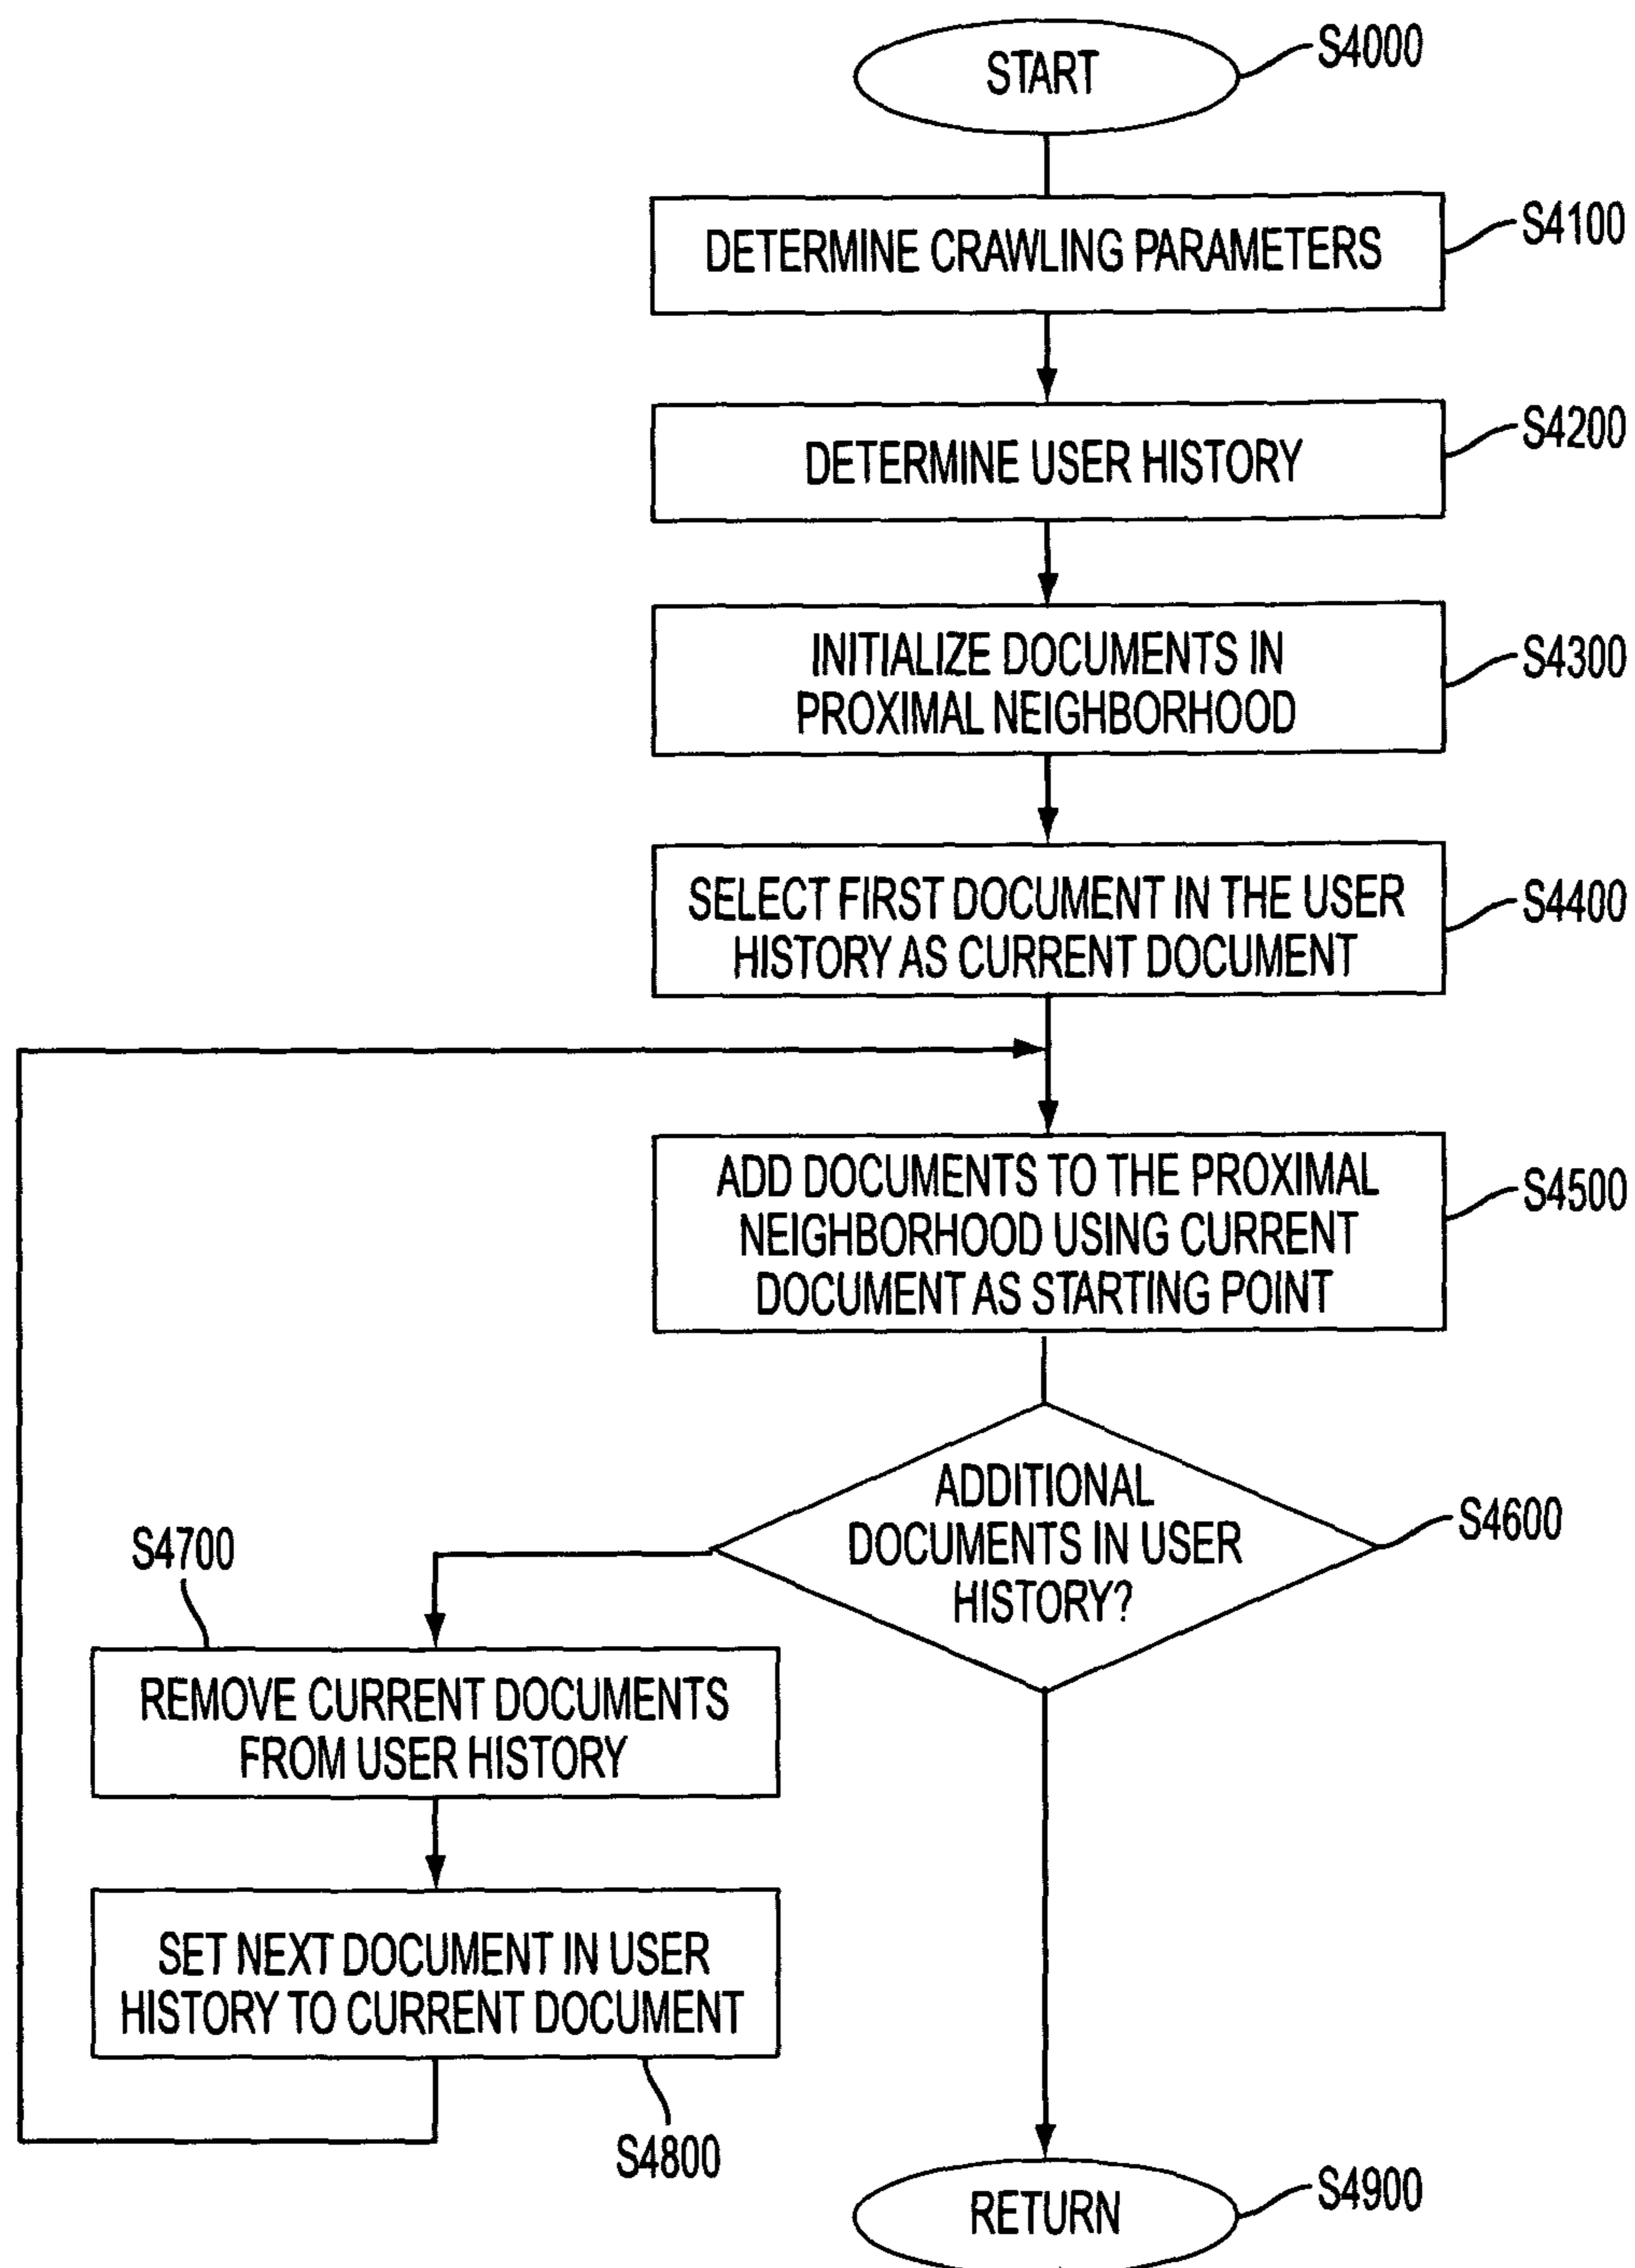 START
S4000
DETERMINE CRAWLING PARAMETERS
S4100
DETERMINE USER HISTORY
S4200
INITIALIZE DOCUMENTS IN
PROXIMAL NEIGHBORHOOD
S4300
SELECT FIRST DOCUMENT IN THE USER
HISTORY AS CURRENT DOCUMENT
S4400
ADD DOCUMENTS TO THE PROXIMAL
NEIGHBORHOOD USING CURRENT
DOCUMENT AS STARTING POINT
S4500
ADDITIONAL
DOCUMENTS IN USER
HISTORY?
S4600
S4700
REMOVE CURRENT DOCUMENTS
FROM USER HISTORY
SET NEXT DOCUMENT IN USER
HISTORY TO CURRENT DOCUMENT
S4800
RETURN
S4900